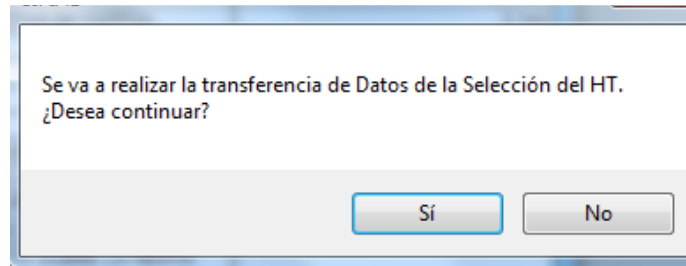 Se va a realizar la transferencia de Datos de la Selección del HT.
¿Desea continuar?
Sí
No